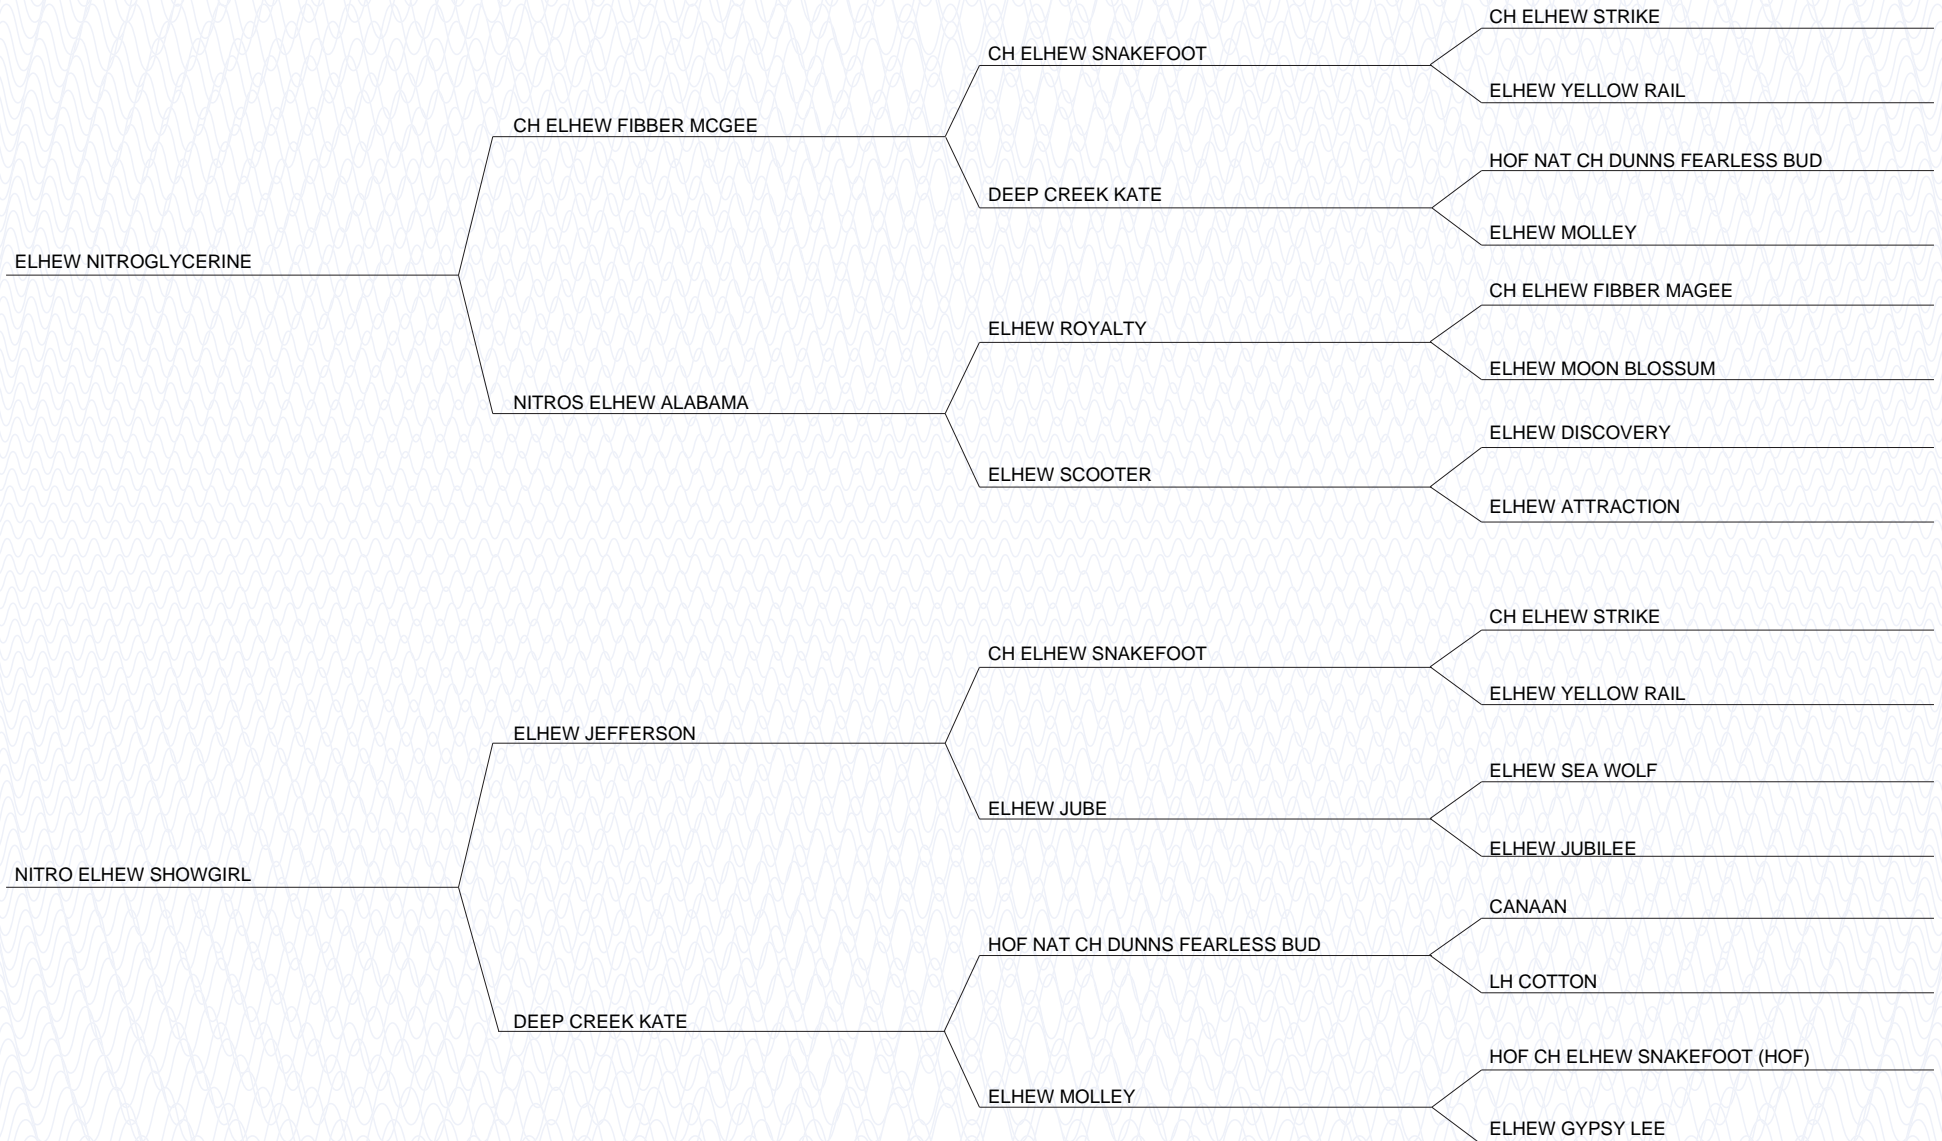 CH ELHEW STRIKE
CH ELHEW SNAKEFOOT
ELHEW YELLOW RAIL
CH ELHEW FIBBER MCGEE
HOF NAT CH DUNNS FEARLESS BUD
DEEP CREEK KATE
ELHEW MOLLEY
ELHEW NITROGLYCERINE
CH ELHEW FIBBER MAGEE
ELHEW ROYALTY
ELHEW MOON BLOSSUM
NITROS ELHEW ALABAMA
ELHEW DISCOVERY
ELHEW SCOOTER
ELHEW ATTRACTION
CH ELHEW STRIKE
CH ELHEW SNAKEFOOT
ELHEW YELLOW RAIL
ELHEW JEFFERSON
ELHEW SEA WOLF
ELHEW JUBE
ELHEW JUBILEE
NITRO ELHEW SHOWGIRL
CANAAN
HOF NAT CH DUNNS FEARLESS BUD
LH COTTON
DEEP CREEK KATE
HOF CH ELHEW SNAKEFOOT (HOF)
ELHEW MOLLEY
ELHEW GYPSY LEE